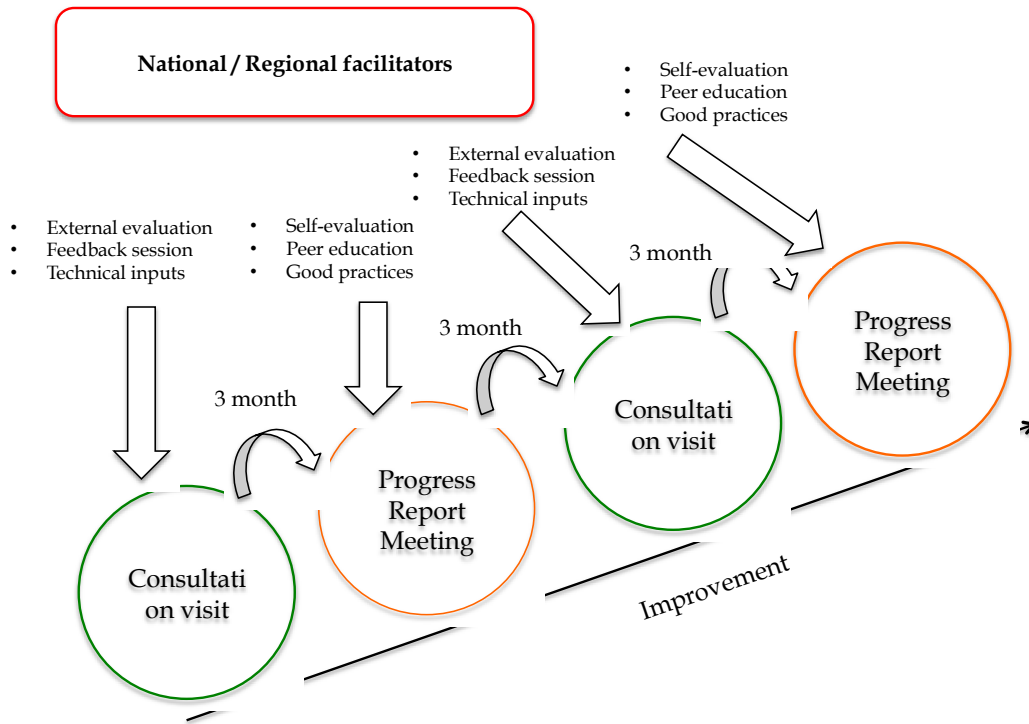 National / Regional facilitators
• Self-evaluation
• Peer education
• Good practices
• External evaluation
• Feedback session
• Technical inputs
• External evaluation
• Feedback session
• Technical inputs
• Self-evaluation
• Peer education
• Good practices
3 month
3 month
3 month
Consultati
on visit
Progress
Report
Meeting
Consultati
on visit
Progress
Report
Meeting
Improvement